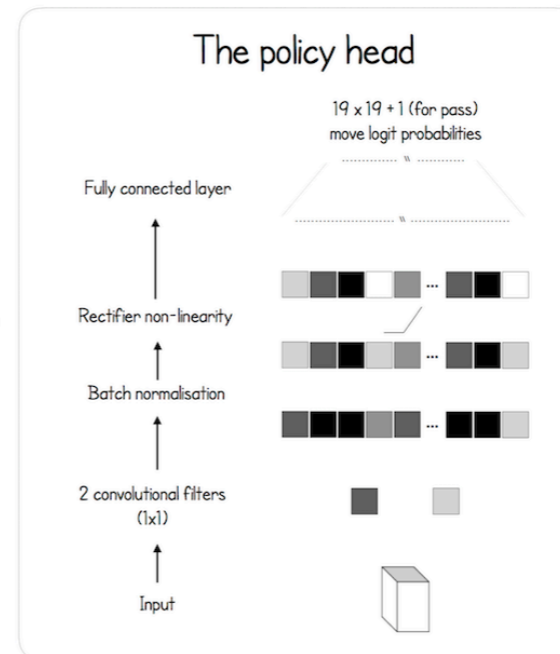 The policy head
19 x 19 + 1 (for pass)
move logit probabilities
Fully connected layer
Rectifier non-linearity
...
Batch normalisation
...
...
2 convolutional filters
(1x1)
Input